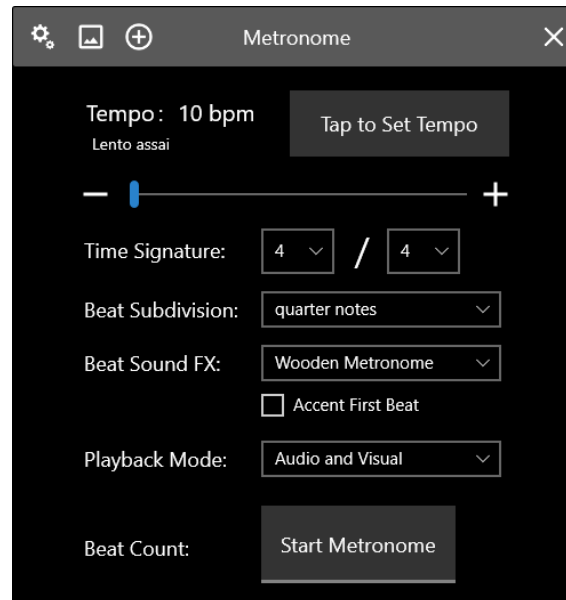 Metronome
Tempo: 10 bpm
Lento assai
Tap to Set Tempo
Time Signature: 4 / 4
Beat Subdivision: quarter notes
Beat Sound FX: Wooden Metronome
Accent First Beat
Playback Mode: Audio and Visual
Beat Count: Start Metronome